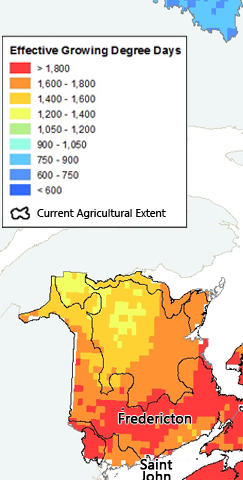 Effective Growing Degree Days
> 1,800
1,600 - 1,800
1,400 - 1,600
1,200 - 1,400
1,050 - 1,200
900 - 1,050
750 - 900
600 - 750
< 600
Current Agricultural Extent
Fredericton
Saint
John